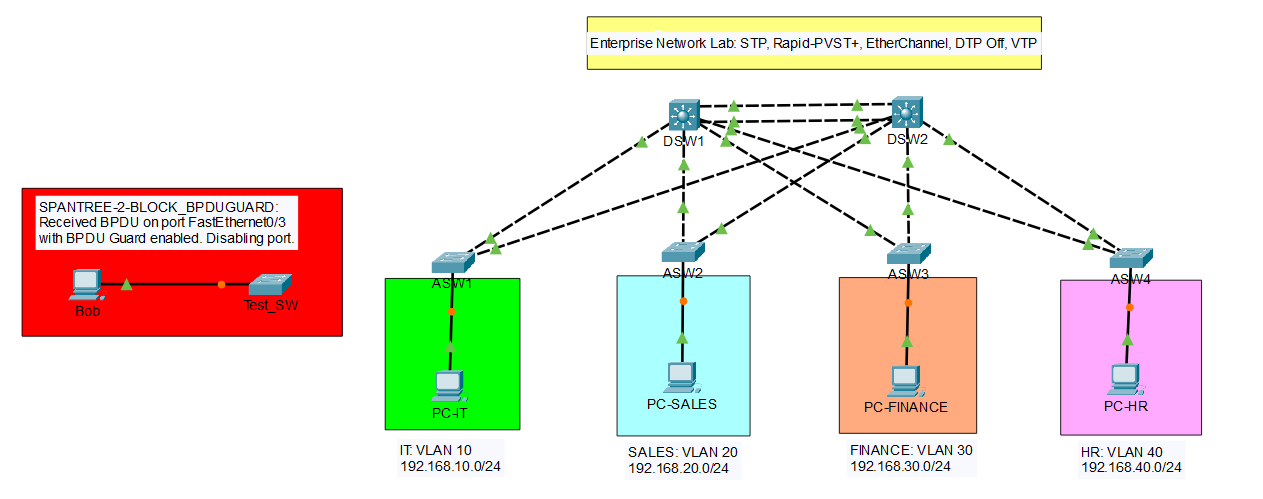 Enterprise Network Lab: STP, Rapid-PVST+, EtherChannel, DTP Off, VTP
DSW1
DSW2
SPANTREE-2-BLOCK_BPDUGUARD:
Received BPDU on port FastEthernet0/3
with BPDU Guard enabled. Disabling port.
Bob
Test_SW
ASW1
ASW2
ASW3
ASW4
PC-IT
PC-SALES
PC-FINANCE
PC-HR
IT: VLAN 10
192.168.10.0/24
SALES: VLAN 20
192.168.20.0/24
FINANCE: VLAN 30
192.168.30.0/24
HR: VLAN 40
192.168.40.0/24